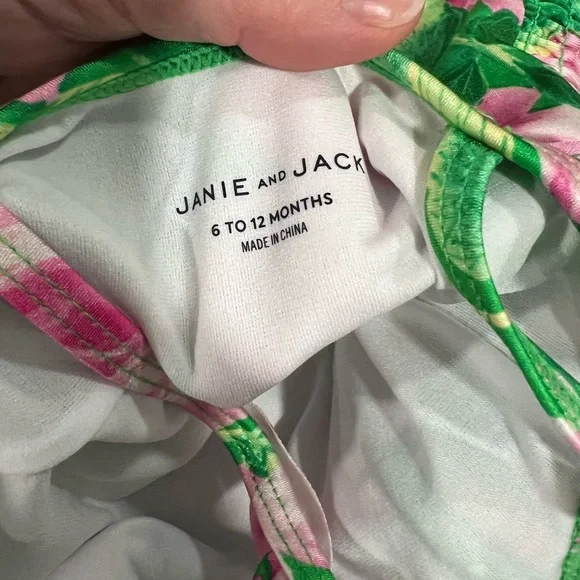 JANIE AND JACK
6 TO 12 MONTHS
MADE IN CHINA